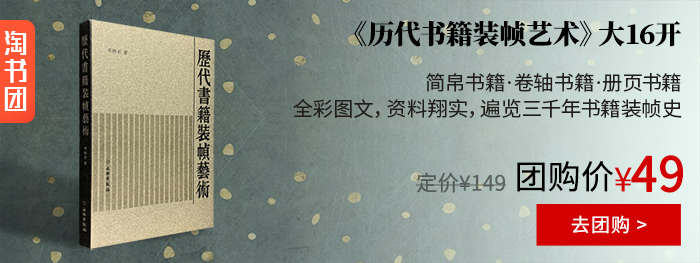 淘书团
歷代書籍裝幀藝術
歷代書籍裝幀藝術
《历代书籍装帧艺术》大16开
简帛书籍·卷轴书籍·册页书籍
全彩图文，资料翔实，遍览三千年书籍装帧史
定价¥149 团购价¥49
去团购 >